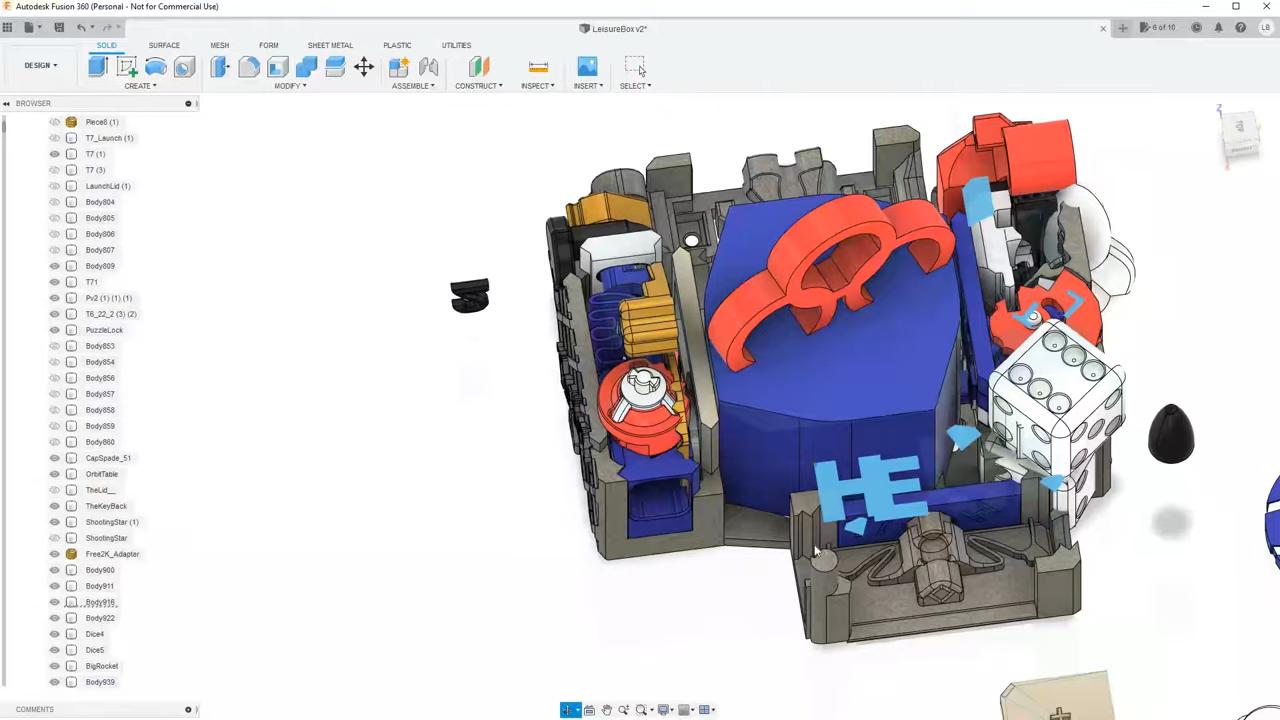 Autodesk Fusion 360 (Personal - Not for Commercial Use)
LeisureBox v2*
6 of 10
LB
SOLID SURFACE MESH FORM SHEET METAL PLASTIC UTILITIES
DESIGN
CREATE MODIFY ASSEMBLE CONSTRUCT INSPECT INSERT SELECT
BROWSER
Piece8 (1)
T7_Launch (1)
T7 (1)
T7 (3)
LaunchLid (1)
Body804
Body805
Body806
Body807
Body809
T71
Pv2 (1) (1) (1)
T6_22_2 (3) (2)
PuzzleLock
Body853
Body854
Body856
Body857
Body858
Body859
Body860
CapSpade_51
OrbitTable
TheLid__
TheKeyBack
ShootingStar (1)
ShootingStar
Free2K_Adapter
Body900
Body911
Body916
Body922
Dice4
Dice5
BigRocket
Body939
COMMENTS
Z
TOP
HE